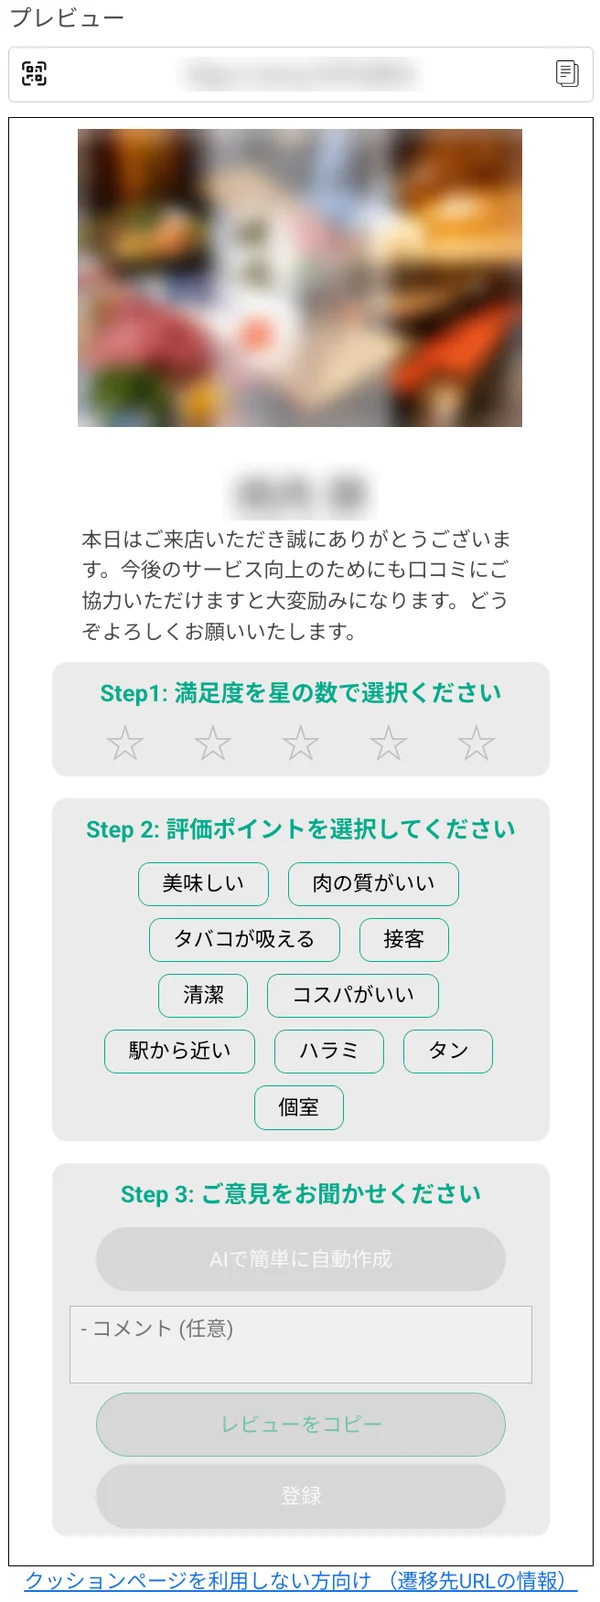 プレビュー
本日はご来店いただき誠にありがとうございま
す。今後のサービス向上のためにも口コミにご
協力いただけますと大変励みになります。どう
ぞよろしくお願いいたします。
Step1: 満足度を星の数で選択ください
Step 2: 評価ポイントを選択してください
美味しい 肉の質がいい
タバコが吸える 接客
清潔 コスパがいい
駅から近い ハラミ タン
個室
Step 3: ご意見をお聞かせください
AIで簡単に自動作成
- コメント (任意)
レビューをコピー
登録
クッションページを利用しない方向け （遷移先URLの情報）